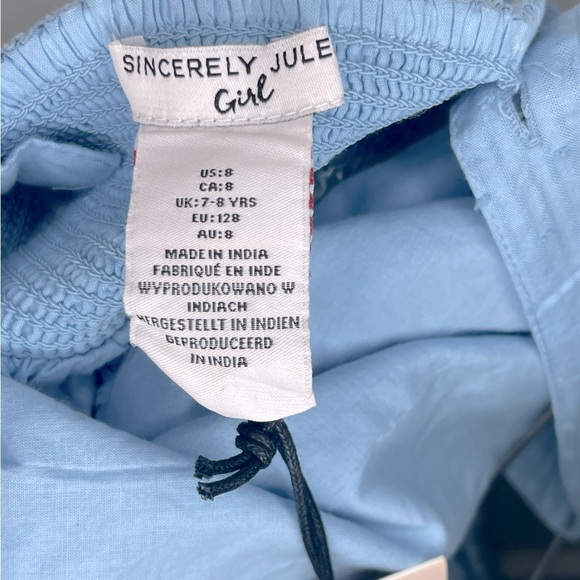 SINCERELY JULE
Girl
US:8
CA:8
UK:7-8 YRS
EU:128
AU:8
MADE IN INDIA
FABRIQUÉ EN INDE
WYPRODUKOWANO W
INDIACH
HERGESTELLT IN INDIEN
GEPRODUCEERD
IN INDIA